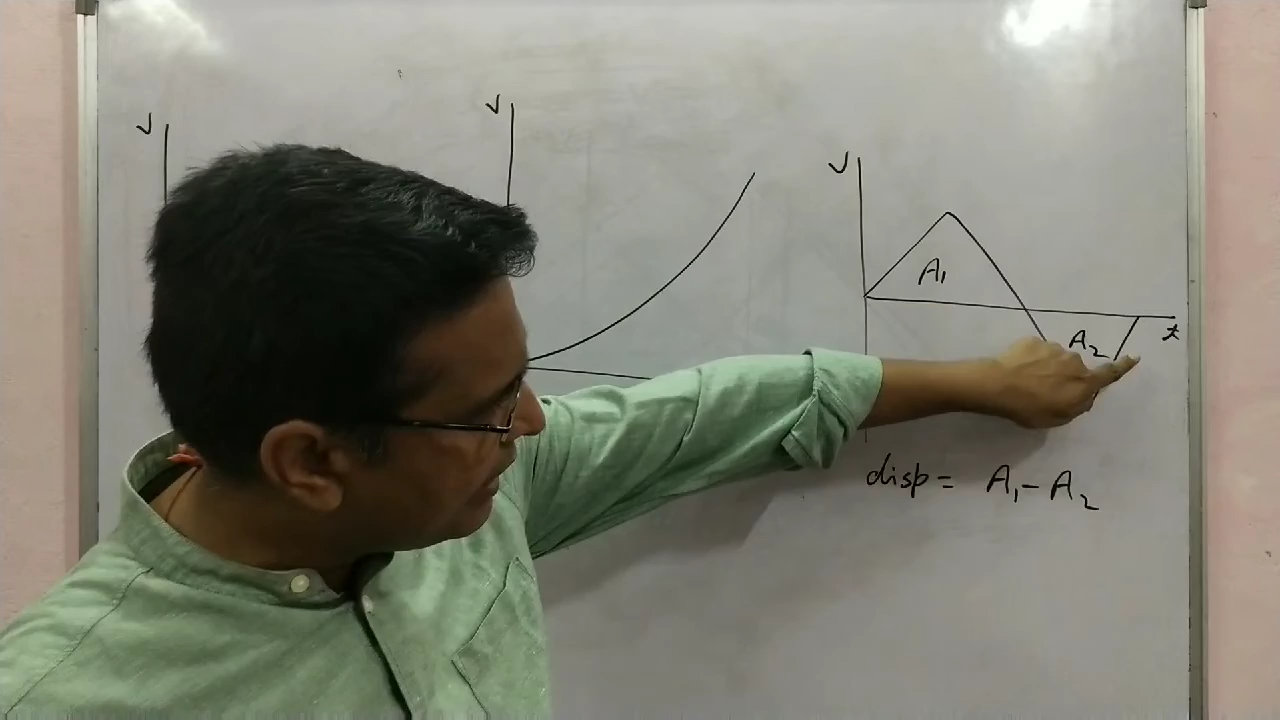 V
V
V
A₁
A₂
t
disp = A₁ - A₂